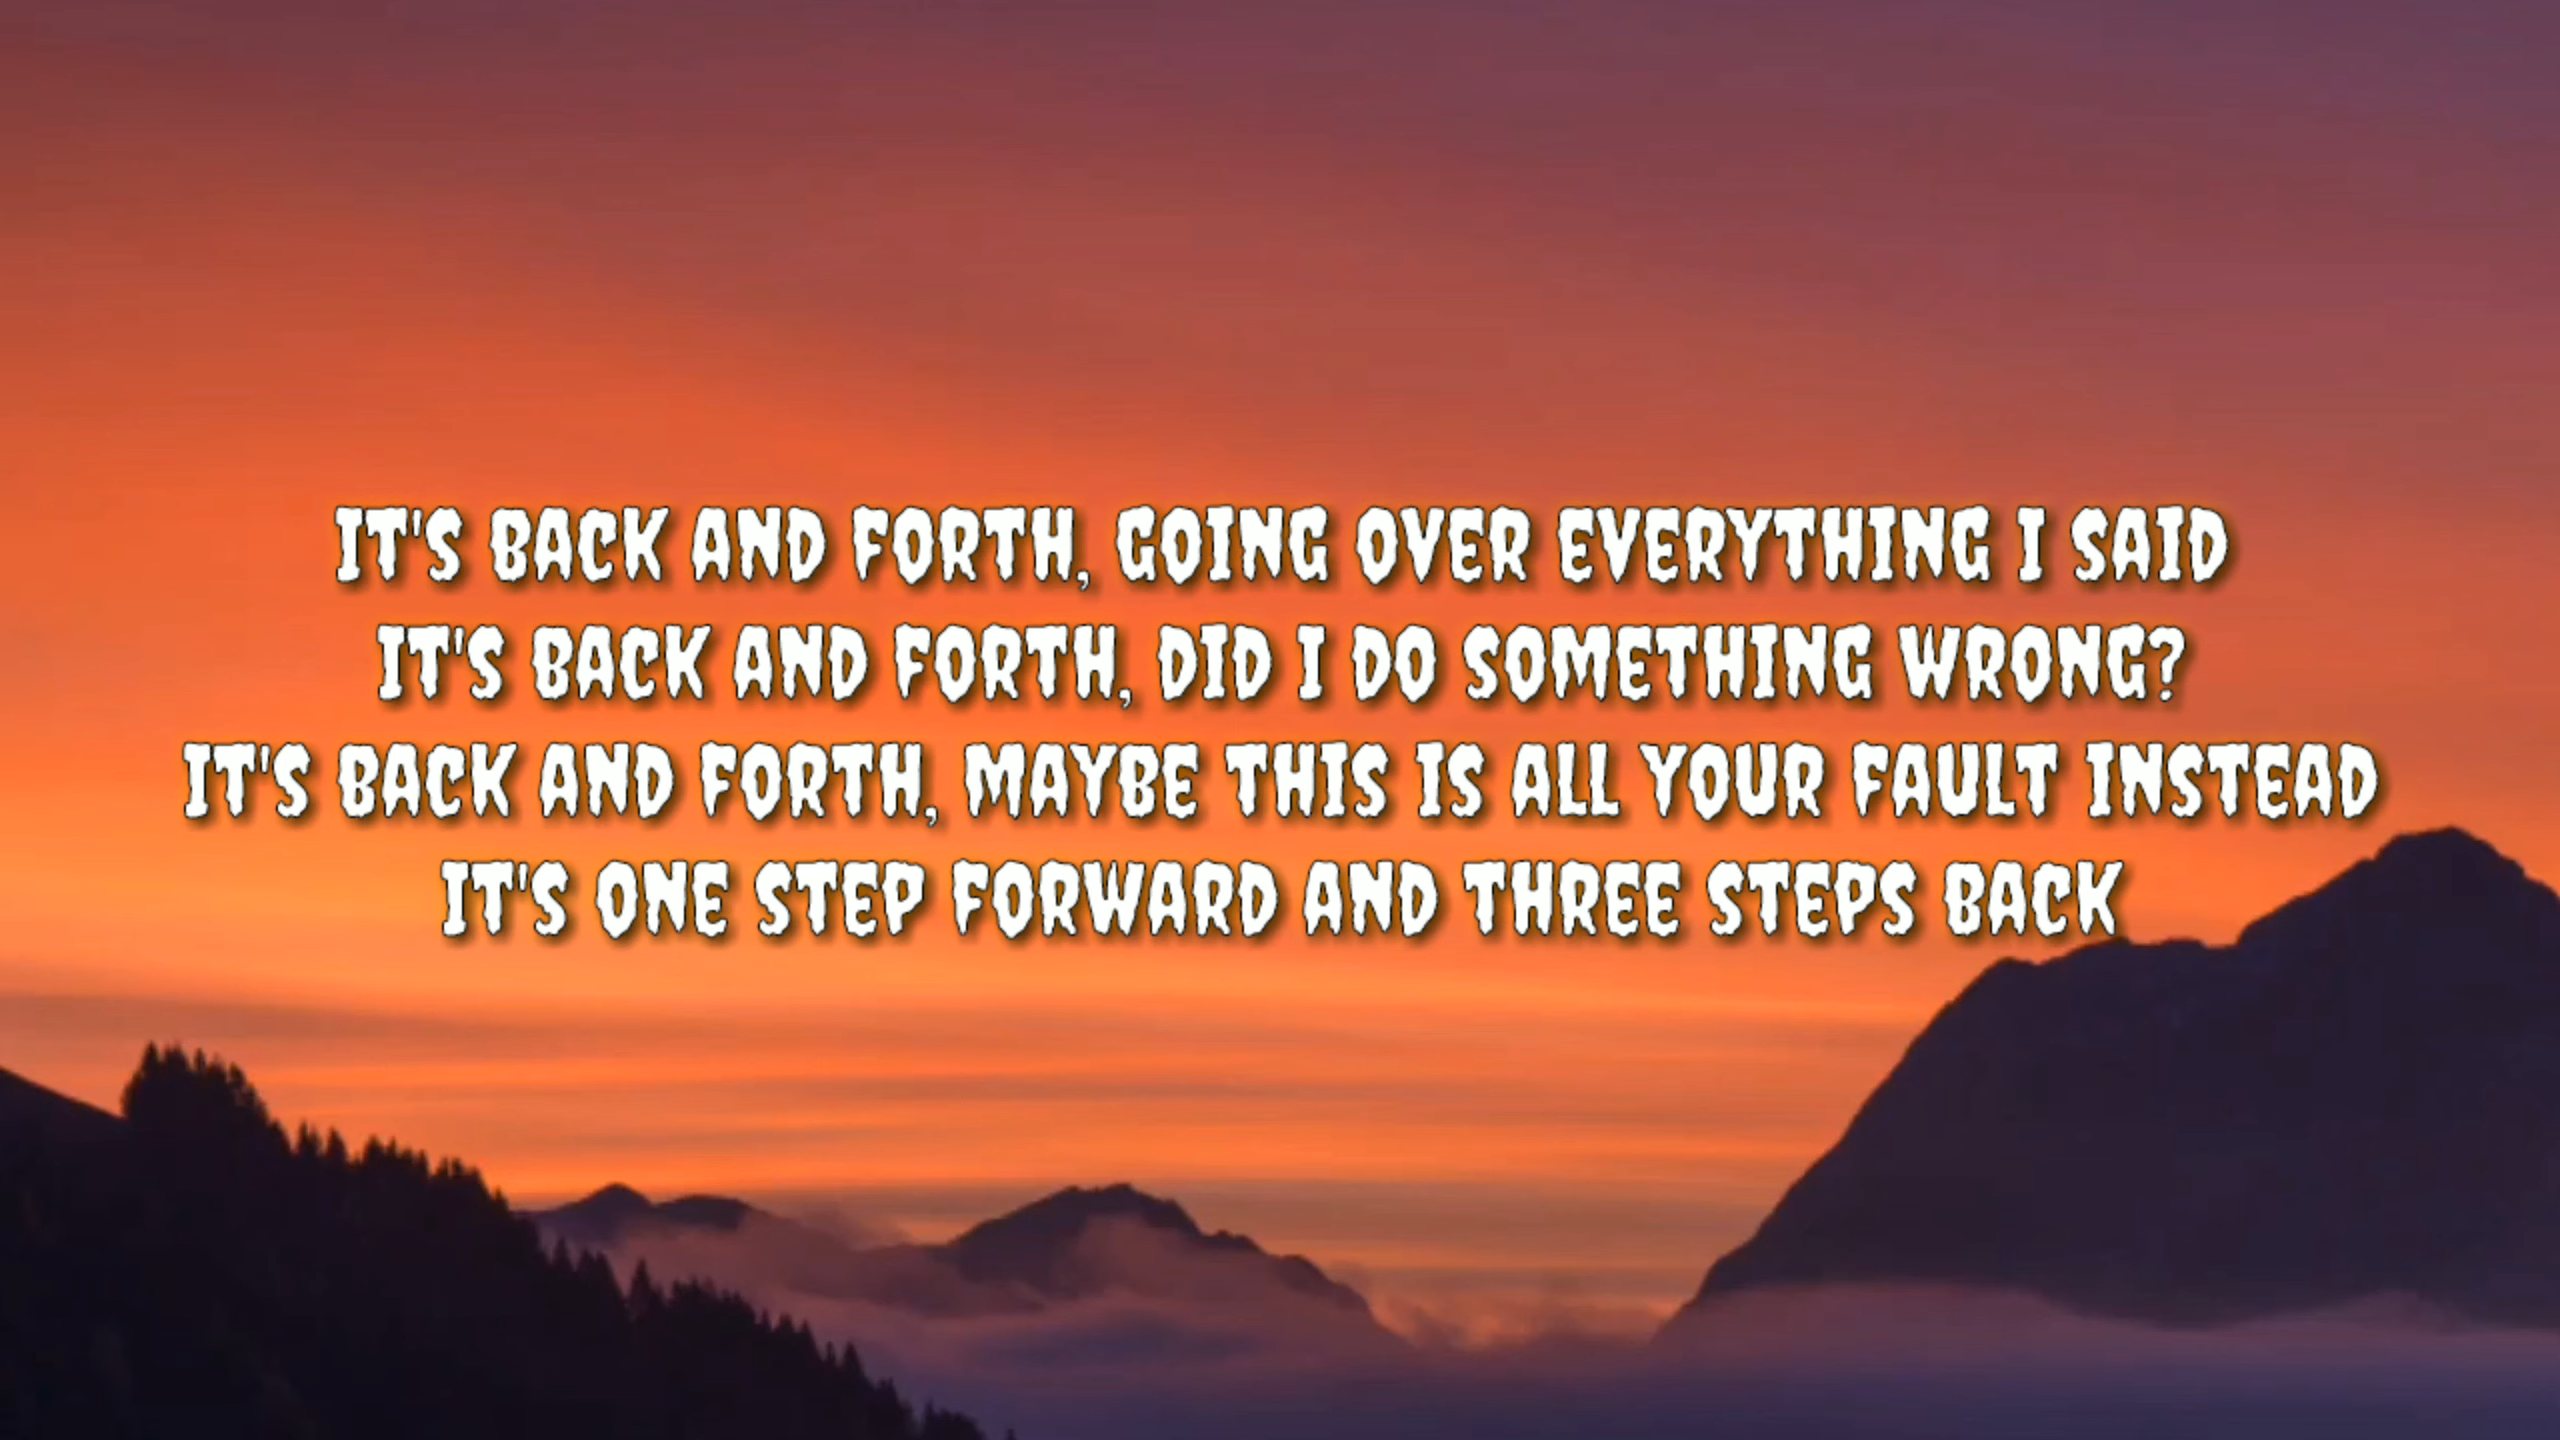 IT'S BACK AND FORTH, GOING OVER EVERYTHING I SAID
IT'S BACK AND FORTH, DID I DO SOMETHING WRONG?
IT'S BACK AND FORTH, MAYBE THIS IS ALL YOUR FAULT INSTEAD
IT'S ONE STEP FORWARD AND THREE STEPS BACK